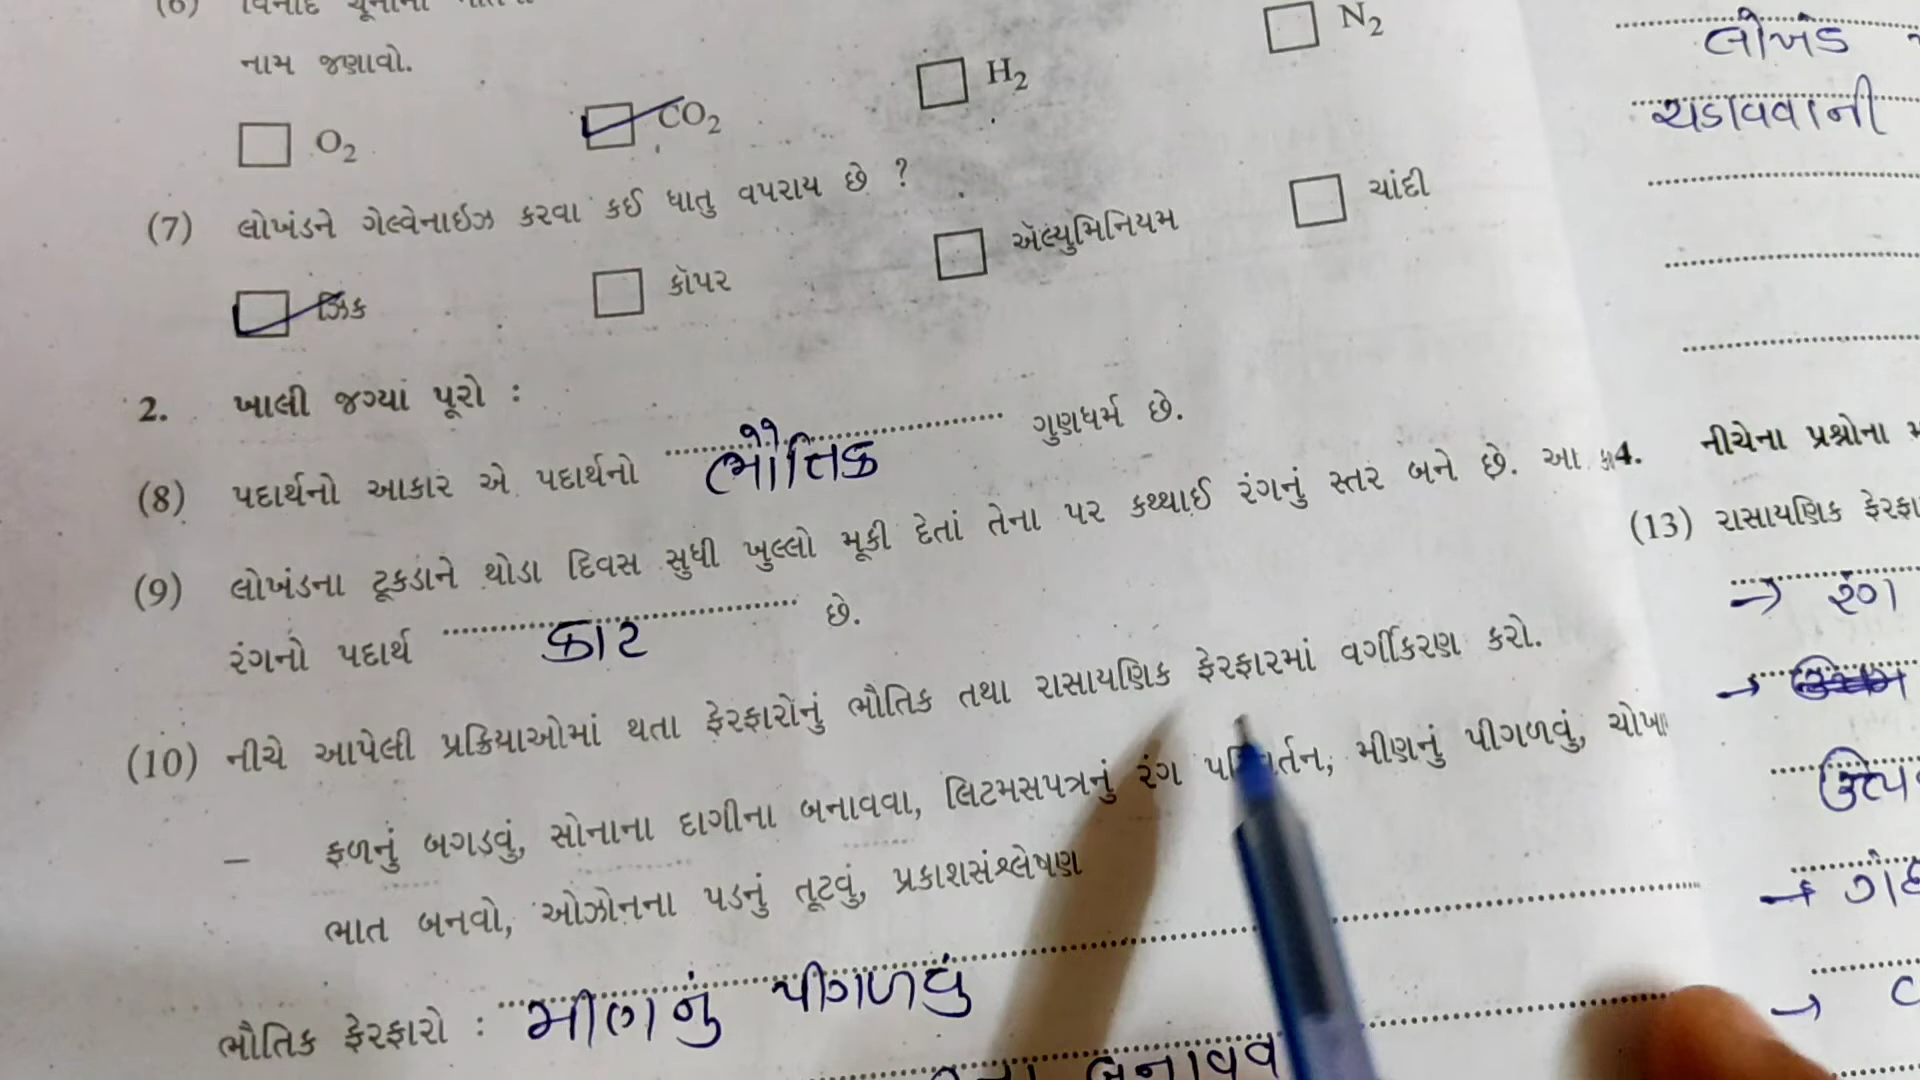 (6)
નામ જણાવો.
O2 CO2 H2 N2
(7) લોખંડને ગેલ્વેનાઈઝ કરવા કઈ ધાતુ વપરાય છે ?
ઝિંક કૉપર ઍલ્યુમિનિયમ ચાંદી
2. ખાલી જગ્યાં પૂરો :
(8) પદાર્થનો આકાર એ પદાર્થનો ભૌતિક ગુણધર્મ છે.
(9) લોખંડના ટૂકડાને થોડા દિવસ સુધી ખુલ્લો મૂકી દેતાં તેના પર કથ્થાઈ રંગનું સ્તર બને છે. આ
રંગનો પદાર્થ કાટ છે.
(10) નીચે આપેલી પ્રક્રિયાઓમાં થતા ફેરફારોનું ભૌતિક તથા રાસાયણિક ફેરફારમાં વર્ગીકરણ કરો.
– ફળનું બગડવું, સોનાના દાગીના બનાવવા, લિટમસપત્રનું રંગ મીણનું પીગળવું,
ભાત બનવો, ઓઝોનના પડનું તૂટવું, પ્રકાશસંશ્લેષણ
ભૌતિક ફેરફારો : મીણનું પીગળવું
લોખંડ
ચડાવવાની
4. નીચેના પ્રશ્નોના
(13) રાસાયણિક
→ રંગ